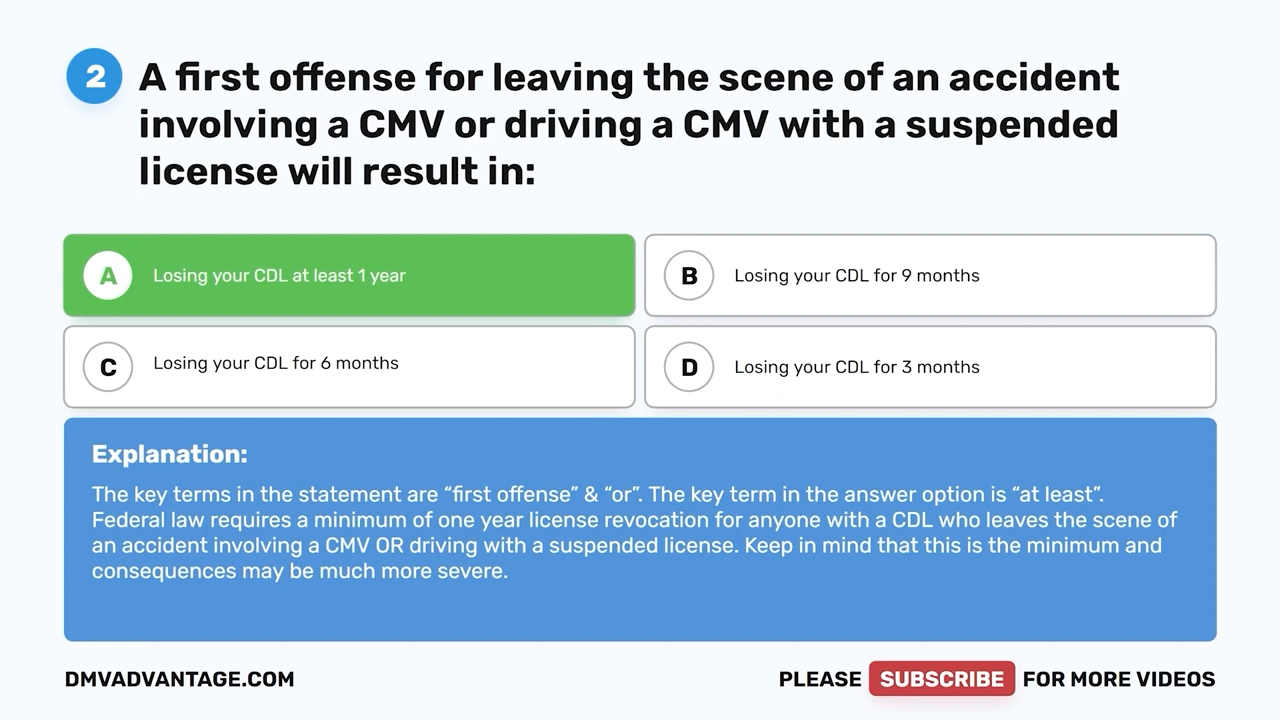 2
A first offense for leaving the scene of an accident
involving a CMV or driving a CMV with a suspended
license will result in:
A Losing your CDL at least 1 year
B Losing your CDL for 9 months
C Losing your CDL for 6 months
D Losing your CDL for 3 months
Explanation:
The key terms in the statement are “first offense” & “or”. The key term in the answer option is “at least”.
Federal law requires a minimum of one year license revocation for anyone with a CDL who leaves the scene of
an accident involving a CMV OR driving with a suspended license. Keep in mind that this is the minimum and
consequences may be much more severe.
DMVADVANTAGE.COM
PLEASE SUBSCRIBE FOR MORE VIDEOS